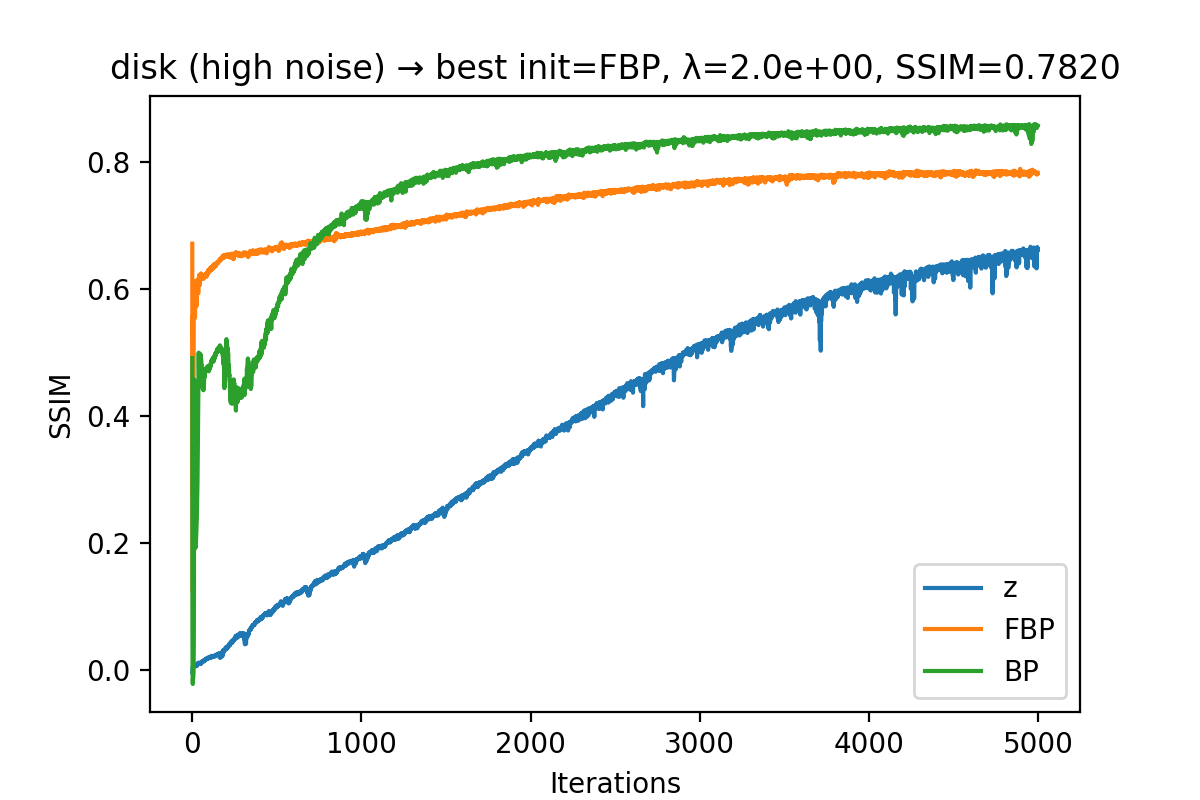 disk (high noise) → best init=FBP, λ=2.0e+00, SSIM=0.7820
SSIM
0.8
0.6
0.4
0.2
0.0
z
FBP
BP
0 1000 2000 3000 4000 5000
Iterations